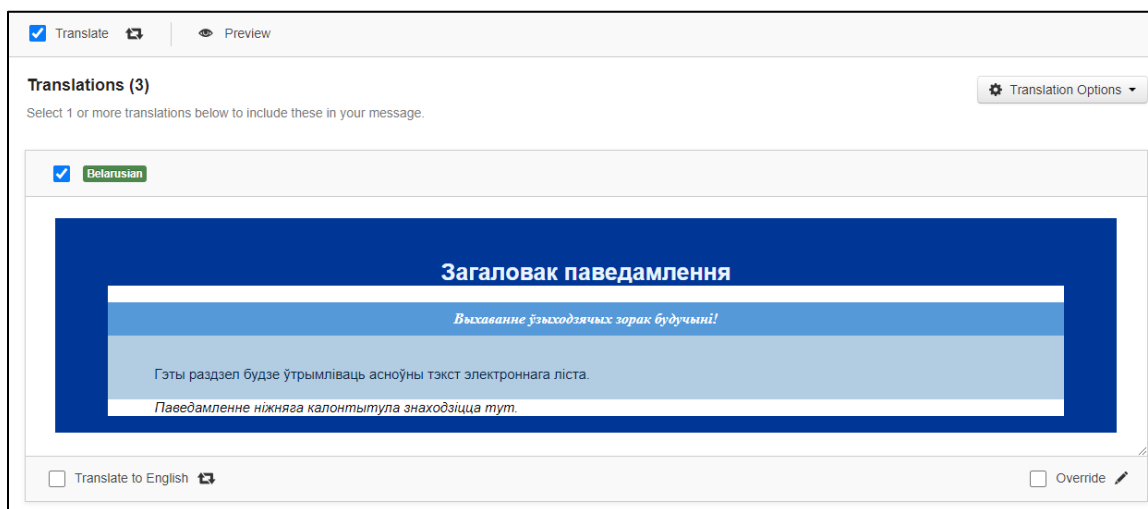 Translate Preview
Translations (3)
Translation Options
Select 1 or more translations below to include these in your message.
Belarusian
Загаловак паведамлення
Выхаванне ўзыходзячых зорак будучыні!
Гэты раздзел будзе ўтрымліваць асноўны тэкст электроннага ліста.
Паведамленне ніжняга калонтытула знаходзіцца тут.
Translate to English Override